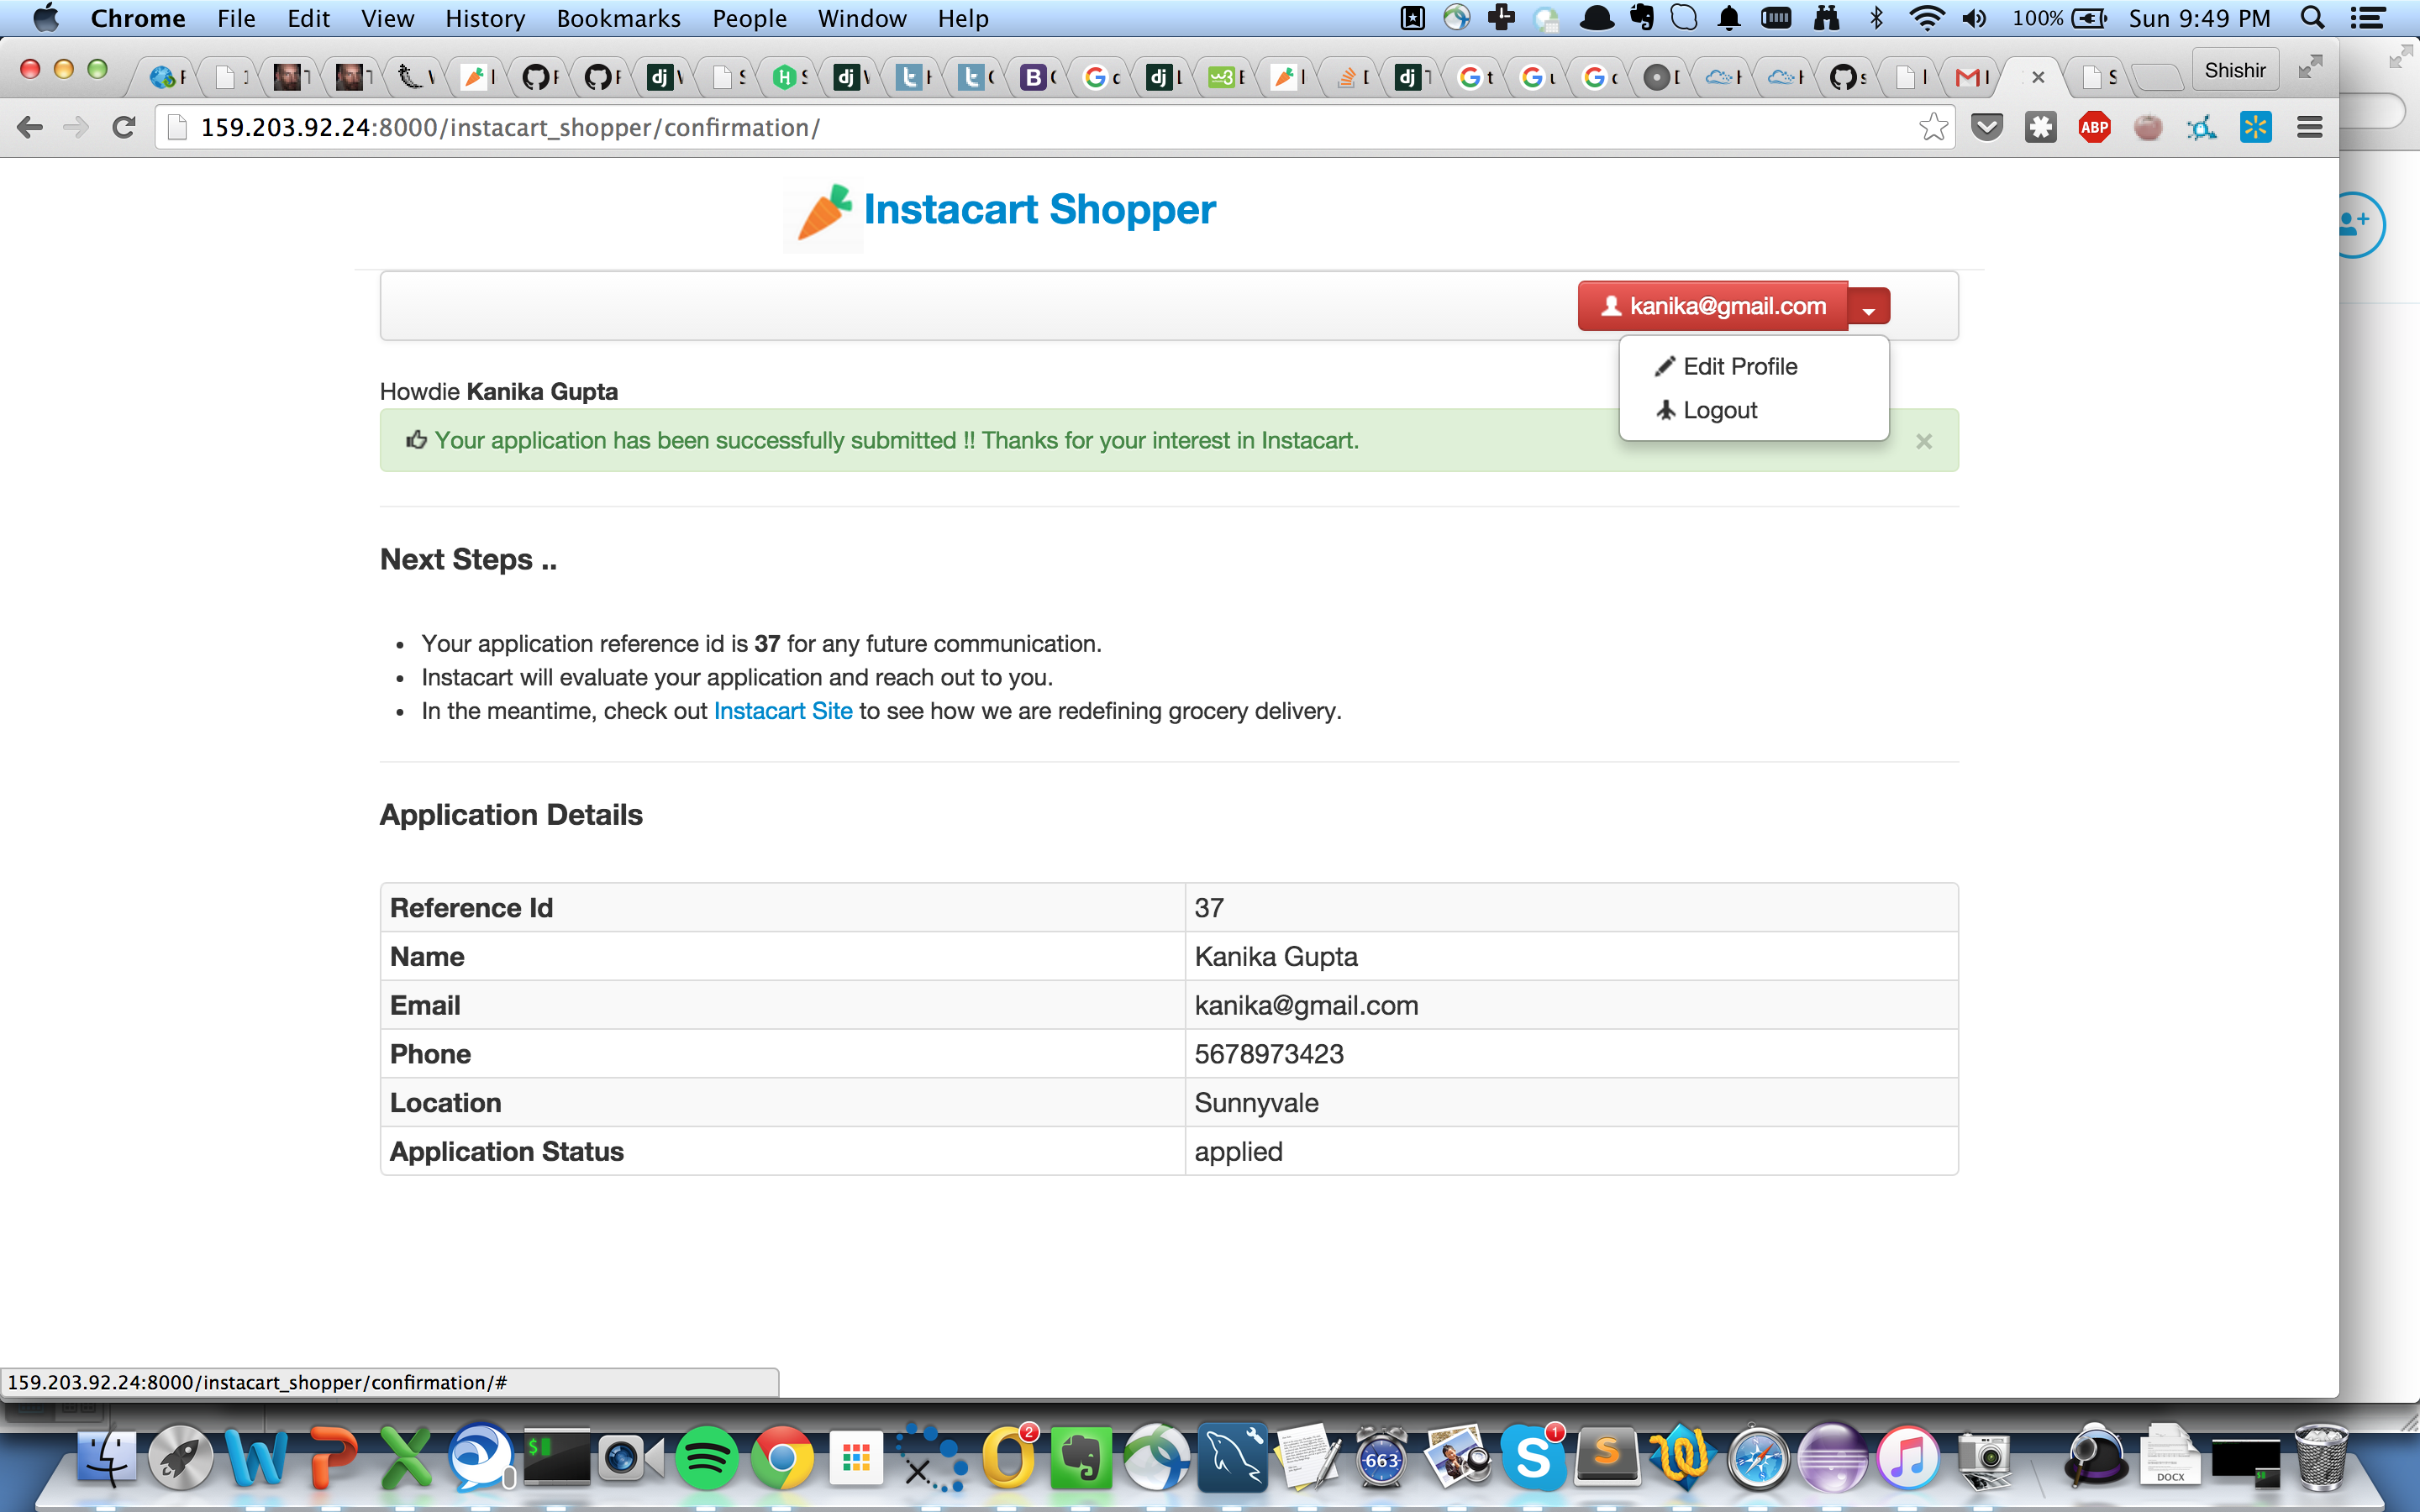 Chrome File Edit View History Bookmarks People Window Help 100% Sun 9:49 PM
Shishir
159.203.92.24:8000/instacart_shopper/confirmation/
ABP
Instacart Shopper
kanika@gmail.com
Edit Profile
Logout
Howdie Kanika Gupta
Your application has been successfully submitted !! Thanks for your interest in Instacart.
×
Next Steps ..
• Your application reference id is 37 for any future communication.
• Instacart will evaluate your application and reach out to you.
• In the meantime, check out Instacart Site to see how we are redefining grocery delivery.
Application Details
Reference Id 37
Name Kanika Gupta
Email kanika@gmail.com
Phone 5678973423
Location Sunnyvale
Application Status applied
159.203.92.24:8000/instacart_shopper/confirmation/#
2
663
1
DOCX